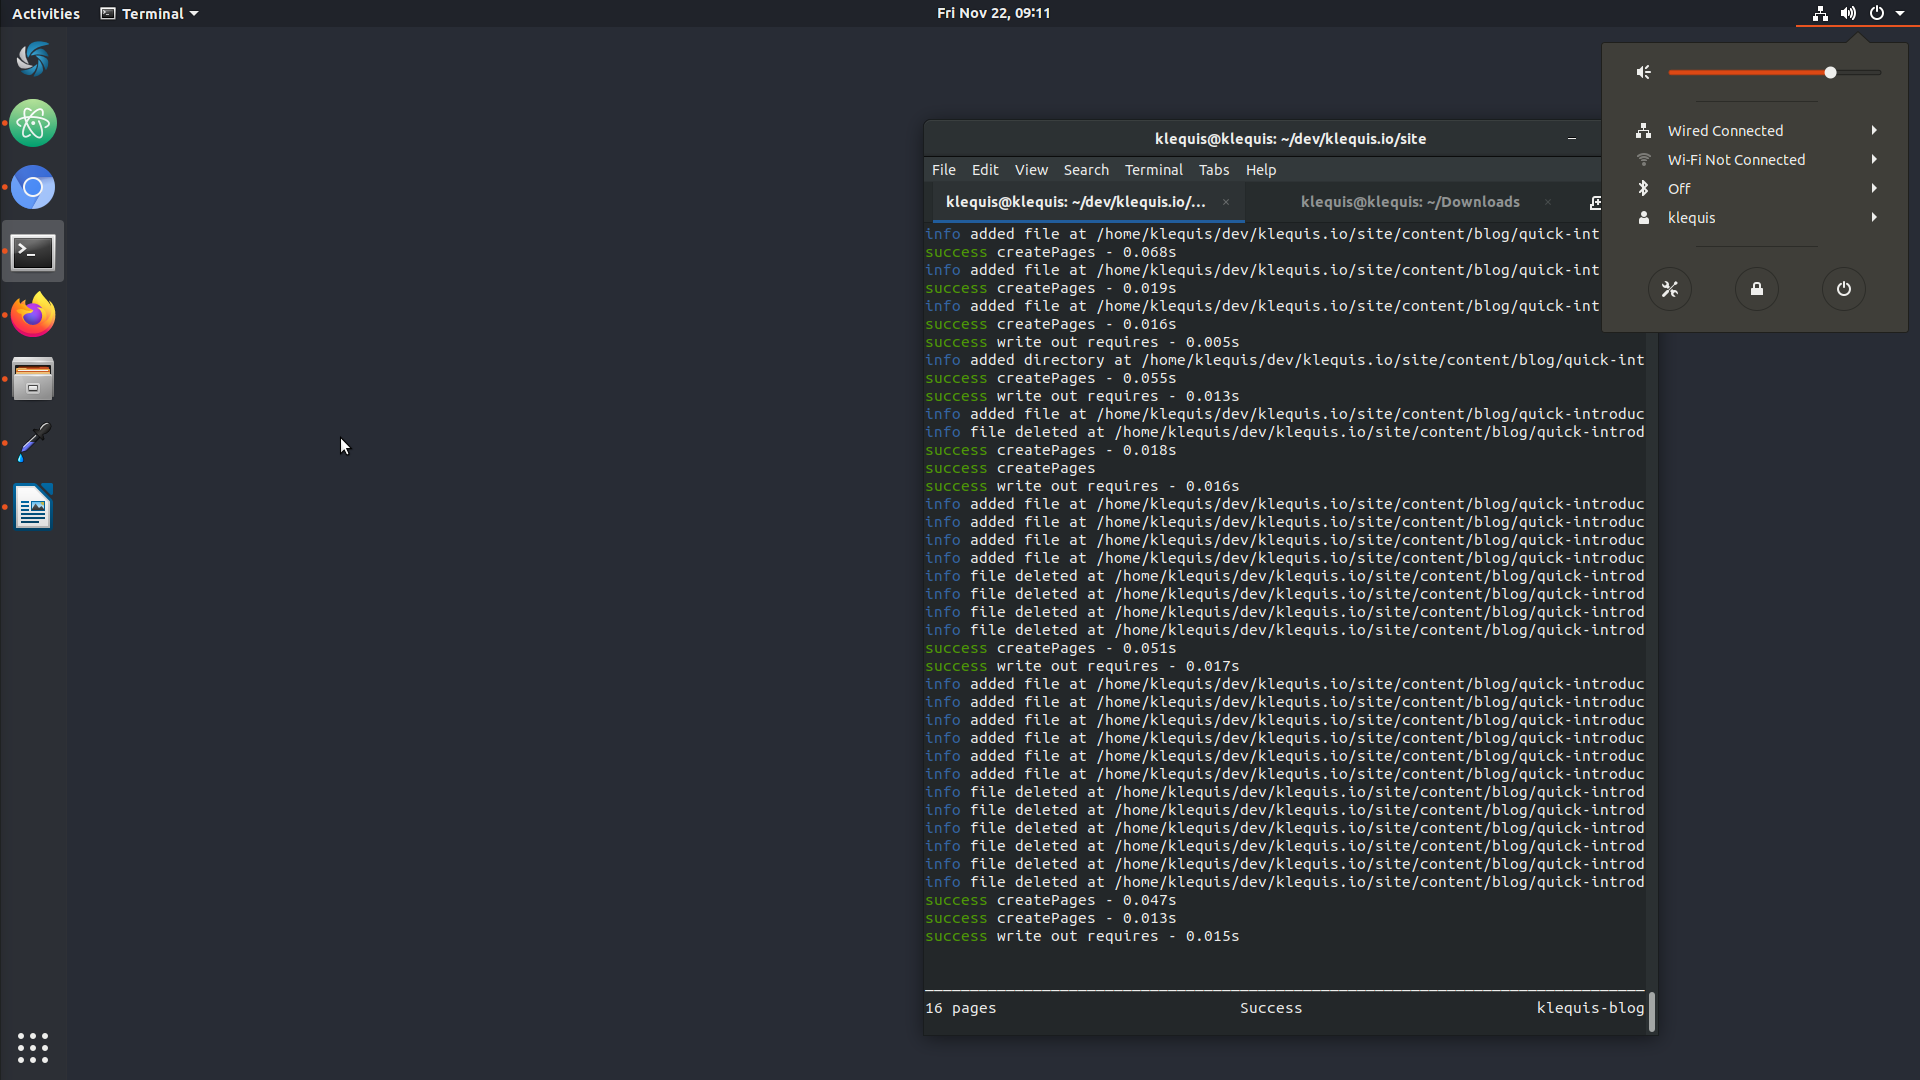 Activities Terminal Fri Nov 22, 09:11
klequis@klequis: ~/dev/klequis.io/site
File Edit View Search Terminal Tabs Help
klequis@klequis: ~/dev/klequis.io/... × klequis@klequis: ~/Downloads ×
info added file at /home/klequis/dev/klequis.io/site/content/blog/quick-int
success createPages - 0.068s
info added file at /home/klequis/dev/klequis.io/site/content/blog/quick-int
success createPages - 0.019s
info added file at /home/klequis/dev/klequis.io/site/content/blog/quick-int
success createPages - 0.016s
success write out requires - 0.005s
info added directory at /home/klequis/dev/klequis.io/site/content/blog/quick-int
success createPages - 0.055s
success write out requires - 0.013s
info added file at /home/klequis/dev/klequis.io/site/content/blog/quick-introduc
info file deleted at /home/klequis/dev/klequis.io/site/content/blog/quick-introd
success createPages - 0.018s
success createPages
success write out requires - 0.016s
info added file at /home/klequis/dev/klequis.io/site/content/blog/quick-introduc
info added file at /home/klequis/dev/klequis.io/site/content/blog/quick-introduc
info added file at /home/klequis/dev/klequis.io/site/content/blog/quick-introduc
info added file at /home/klequis/dev/klequis.io/site/content/blog/quick-introduc
info file deleted at /home/klequis/dev/klequis.io/site/content/blog/quick-introd
info file deleted at /home/klequis/dev/klequis.io/site/content/blog/quick-introd
info file deleted at /home/klequis/dev/klequis.io/site/content/blog/quick-introd
info file deleted at /home/klequis/dev/klequis.io/site/content/blog/quick-introd
success createPages - 0.051s
success write out requires - 0.017s
info added file at /home/klequis/dev/klequis.io/site/content/blog/quick-introduc
info added file at /home/klequis/dev/klequis.io/site/content/blog/quick-introduc
info added file at /home/klequis/dev/klequis.io/site/content/blog/quick-introduc
info added file at /home/klequis/dev/klequis.io/site/content/blog/quick-introduc
info added file at /home/klequis/dev/klequis.io/site/content/blog/quick-introduc
info added file at /home/klequis/dev/klequis.io/site/content/blog/quick-introduc
info file deleted at /home/klequis/dev/klequis.io/site/content/blog/quick-introd
info file deleted at /home/klequis/dev/klequis.io/site/content/blog/quick-introd
info file deleted at /home/klequis/dev/klequis.io/site/content/blog/quick-introd
info file deleted at /home/klequis/dev/klequis.io/site/content/blog/quick-introd
info file deleted at /home/klequis/dev/klequis.io/site/content/blog/quick-introd
info file deleted at /home/klequis/dev/klequis.io/site/content/blog/quick-introd
success createPages - 0.047s
success createPages - 0.013s
success write out requires - 0.015s
16 pages Success klequis-blog
Wired Connected
Wi-Fi Not Connected
Off
klequis